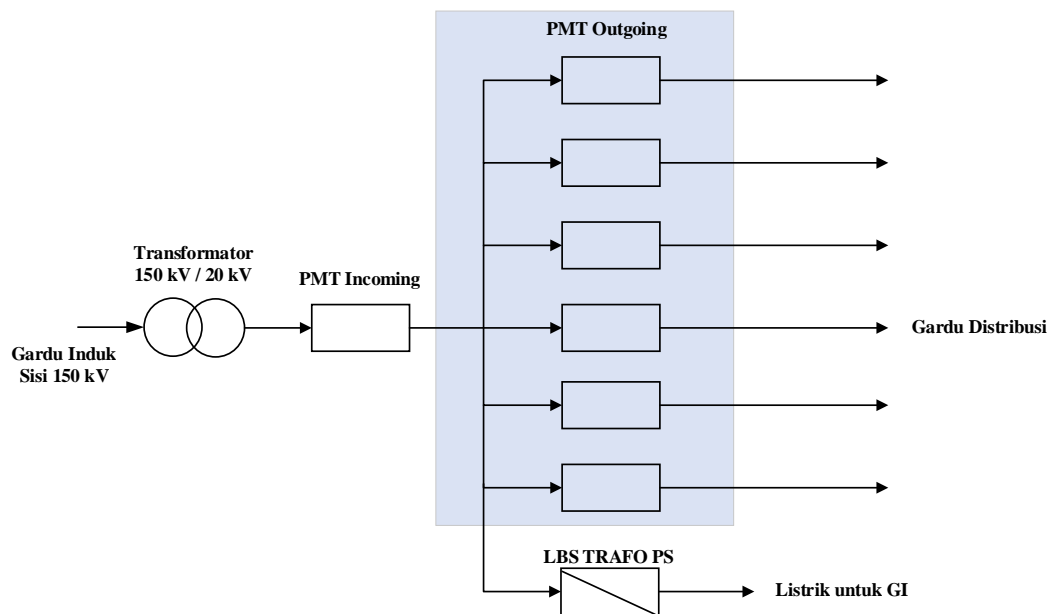 PMT Outgoing
Transformator
150 kV / 20 kV
PMT Incoming
Gardu Induk
Sisi 150 kV
Gardu Distribusi
LBS TRAFO PS
Listrik untuk GI